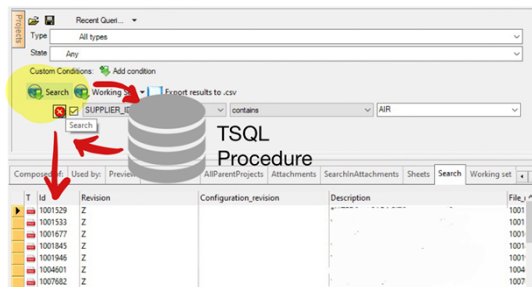 Projects
Recent Queri...
Type All types
State Any
Custom Conditions: Add condition
Search Working Export results to .csv
SUPPLIER_ID contains AIR
Search
TSQL
Procedure
Composed of: Used by: Preview AllParentProjects Attachments SearchInAttachments Sheets Search Working set
T Id Revision Configuration_revision Description
1001529 Z 1001
1001533 Z 1001
1001677 Z 1001
1001845 Z 1001
1001946 Z 1001
1004601 Z 1004
1007682 Z 1007